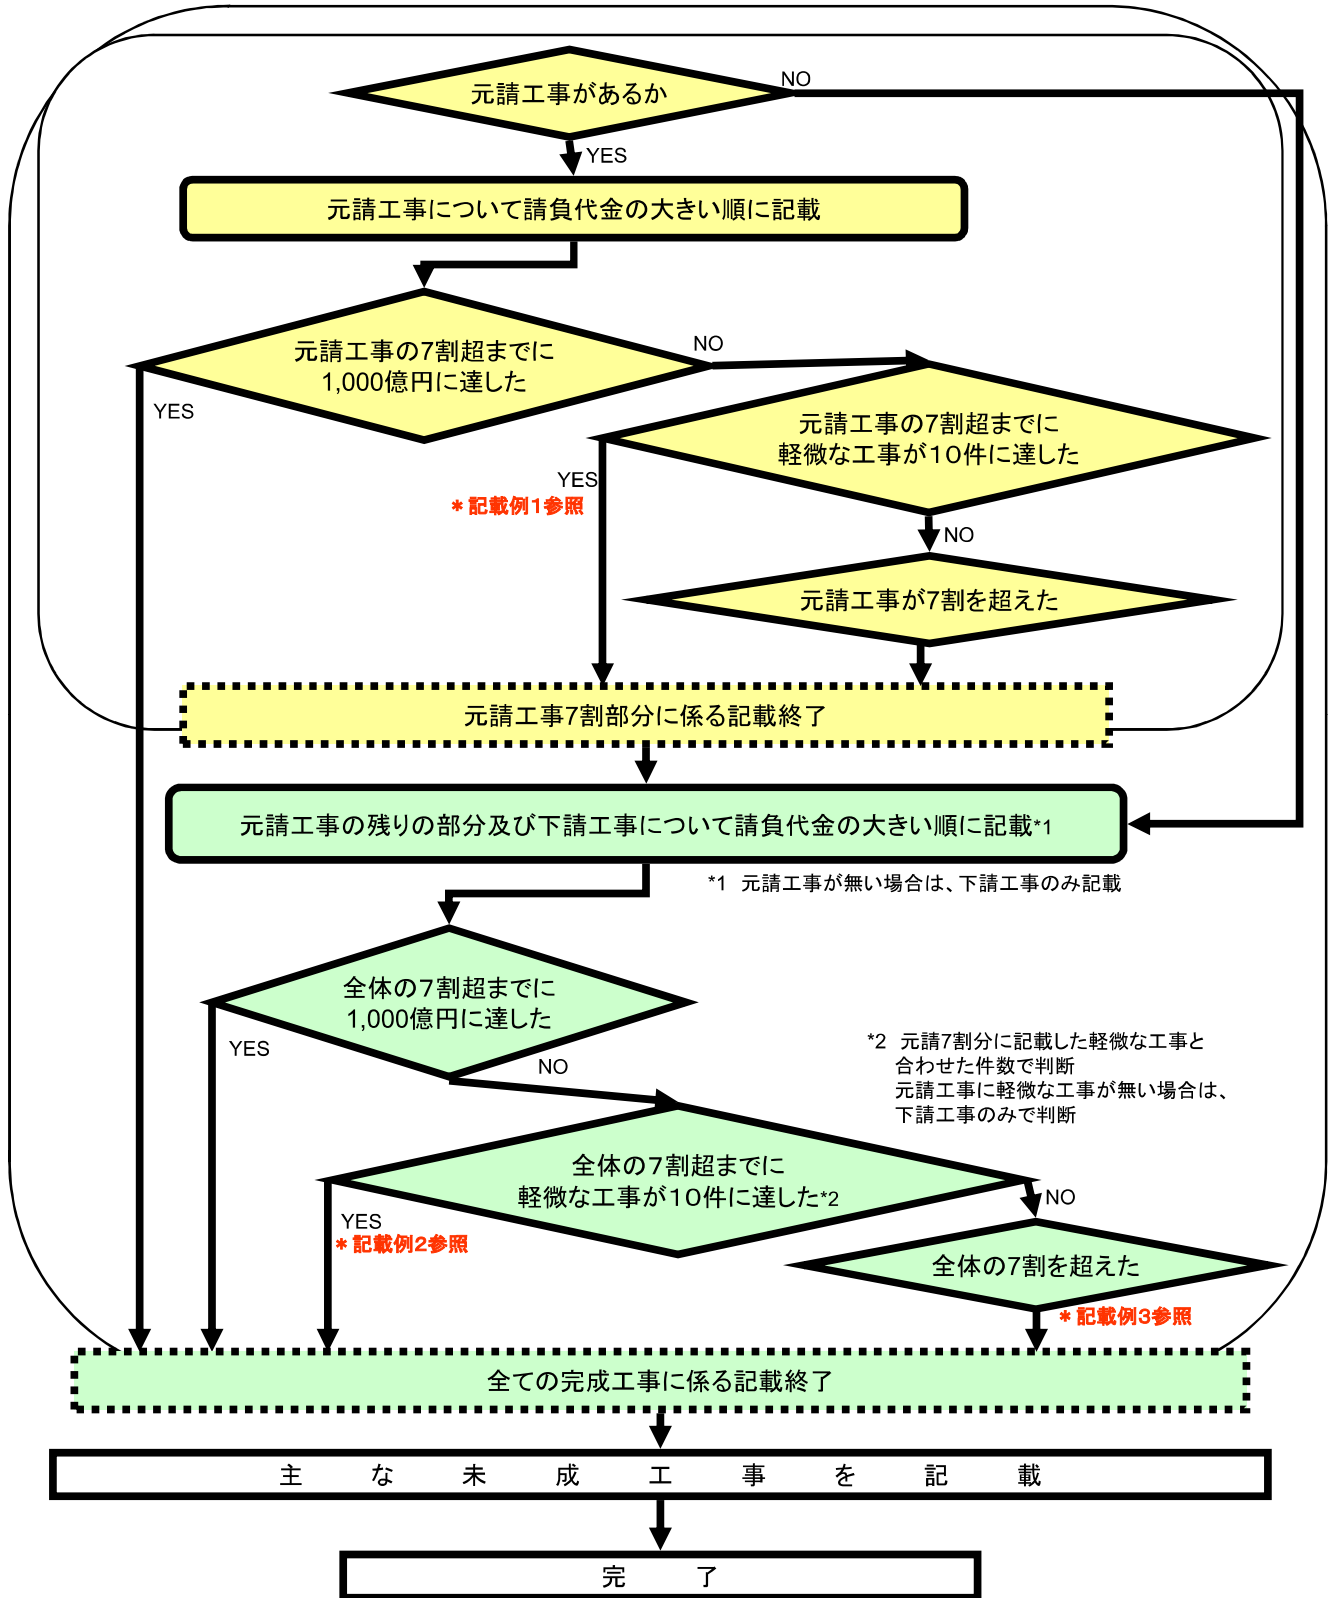 元請工事があるか
NO
YES
元請工事について請負代金の大きい順に記載
元請工事の7割超までに
1,000億円に達した
NO
YES
元請工事の7割超までに
軽微な工事が10件に達した
YES
＊記載例1参照
NO
元請工事が7割を超えた
元請工事7割部分に係る記載終了
元請工事の残りの部分及び下請工事について請負代金の大きい順に記載*1
*1 元請工事が無い場合は、下請工事のみ記載
全体の7割超までに
1,000億円に達した
YES
NO
*2 元請7割分に記載した軽微な工事と
合わせた件数で判断
元請工事に軽微な工事が無い場合は、
下請工事のみで判断
全体の7割超までに
軽微な工事が10件に達した*2
YES
＊記載例2参照
NO
全体の7割を超えた
＊記載例3参照
全ての完成工事に係る記載終了
主な未成工事を記載
完了